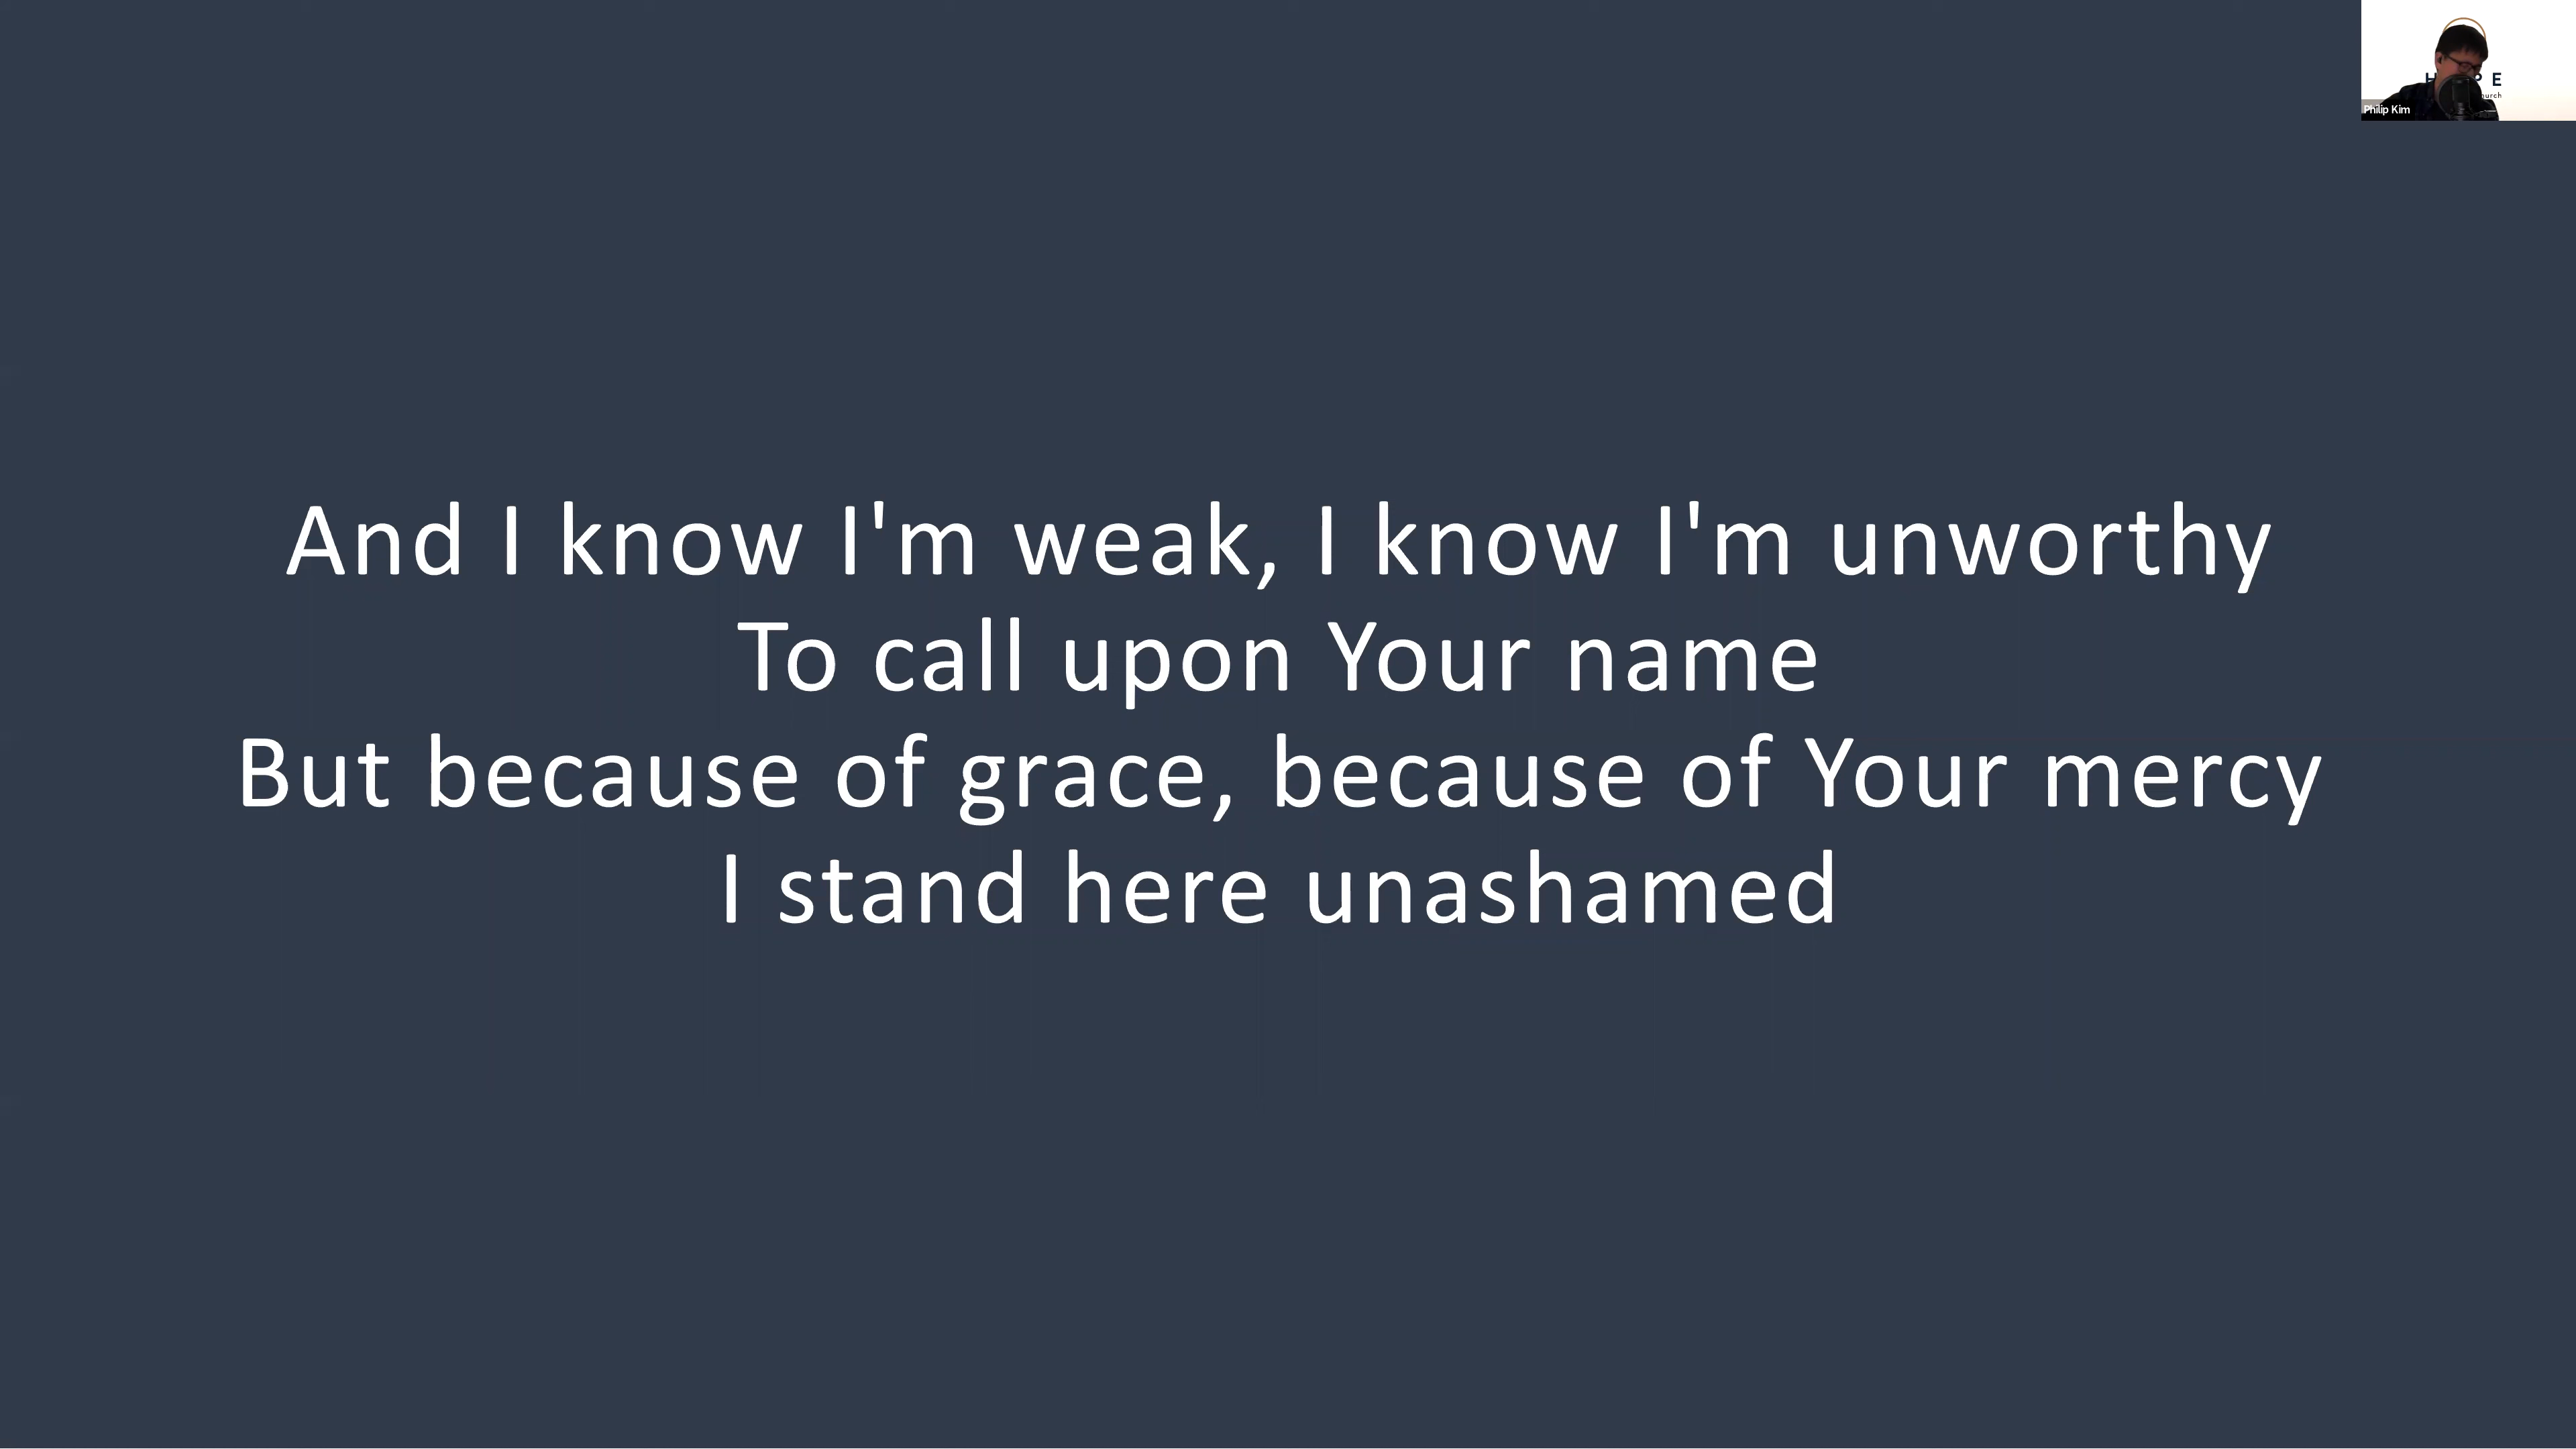 And I know I'm weak, I know I'm unworthy
To call upon Your name
But because of grace, because of Your mercy
I stand here unashamed
Philip Kim